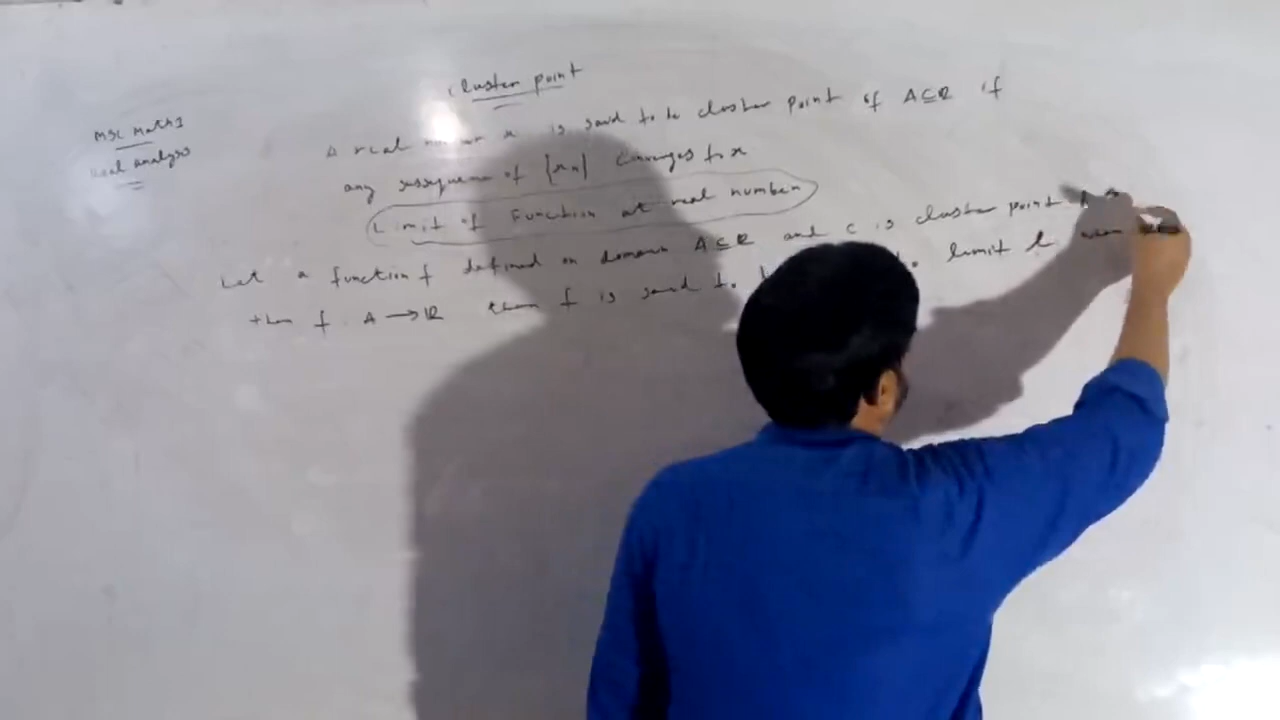 cluster point
MSC Maths
Real analysis
A real x is said to be cluster point of A⊆R if
any of {xn} converges to x
Limit of Function at real number
Let a function f defined on domain A⊆R and c is cluster point
then f A → R then f is said to limit l